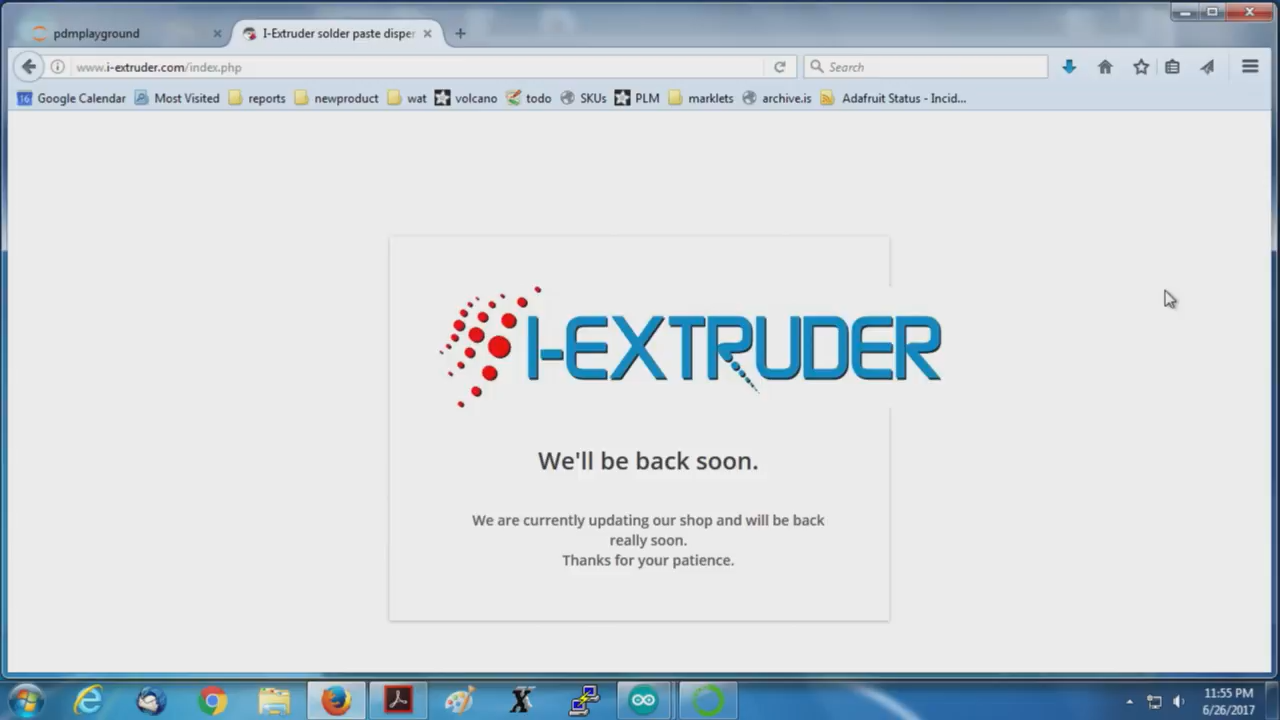 pdmplayground
I-Extruder solder paste dispe
www.i-extruder.com/index.php
Search
16 Google Calendar Most Visited reports newproduct wat volcano todo SKUs PLM marklets archive.is Adafruit Status - Incid...
I-EXTRUDER
We'll be back soon.
We are currently updating our shop and will be back
really soon.
Thanks for your patience.
11:55 PM
6/26/2017